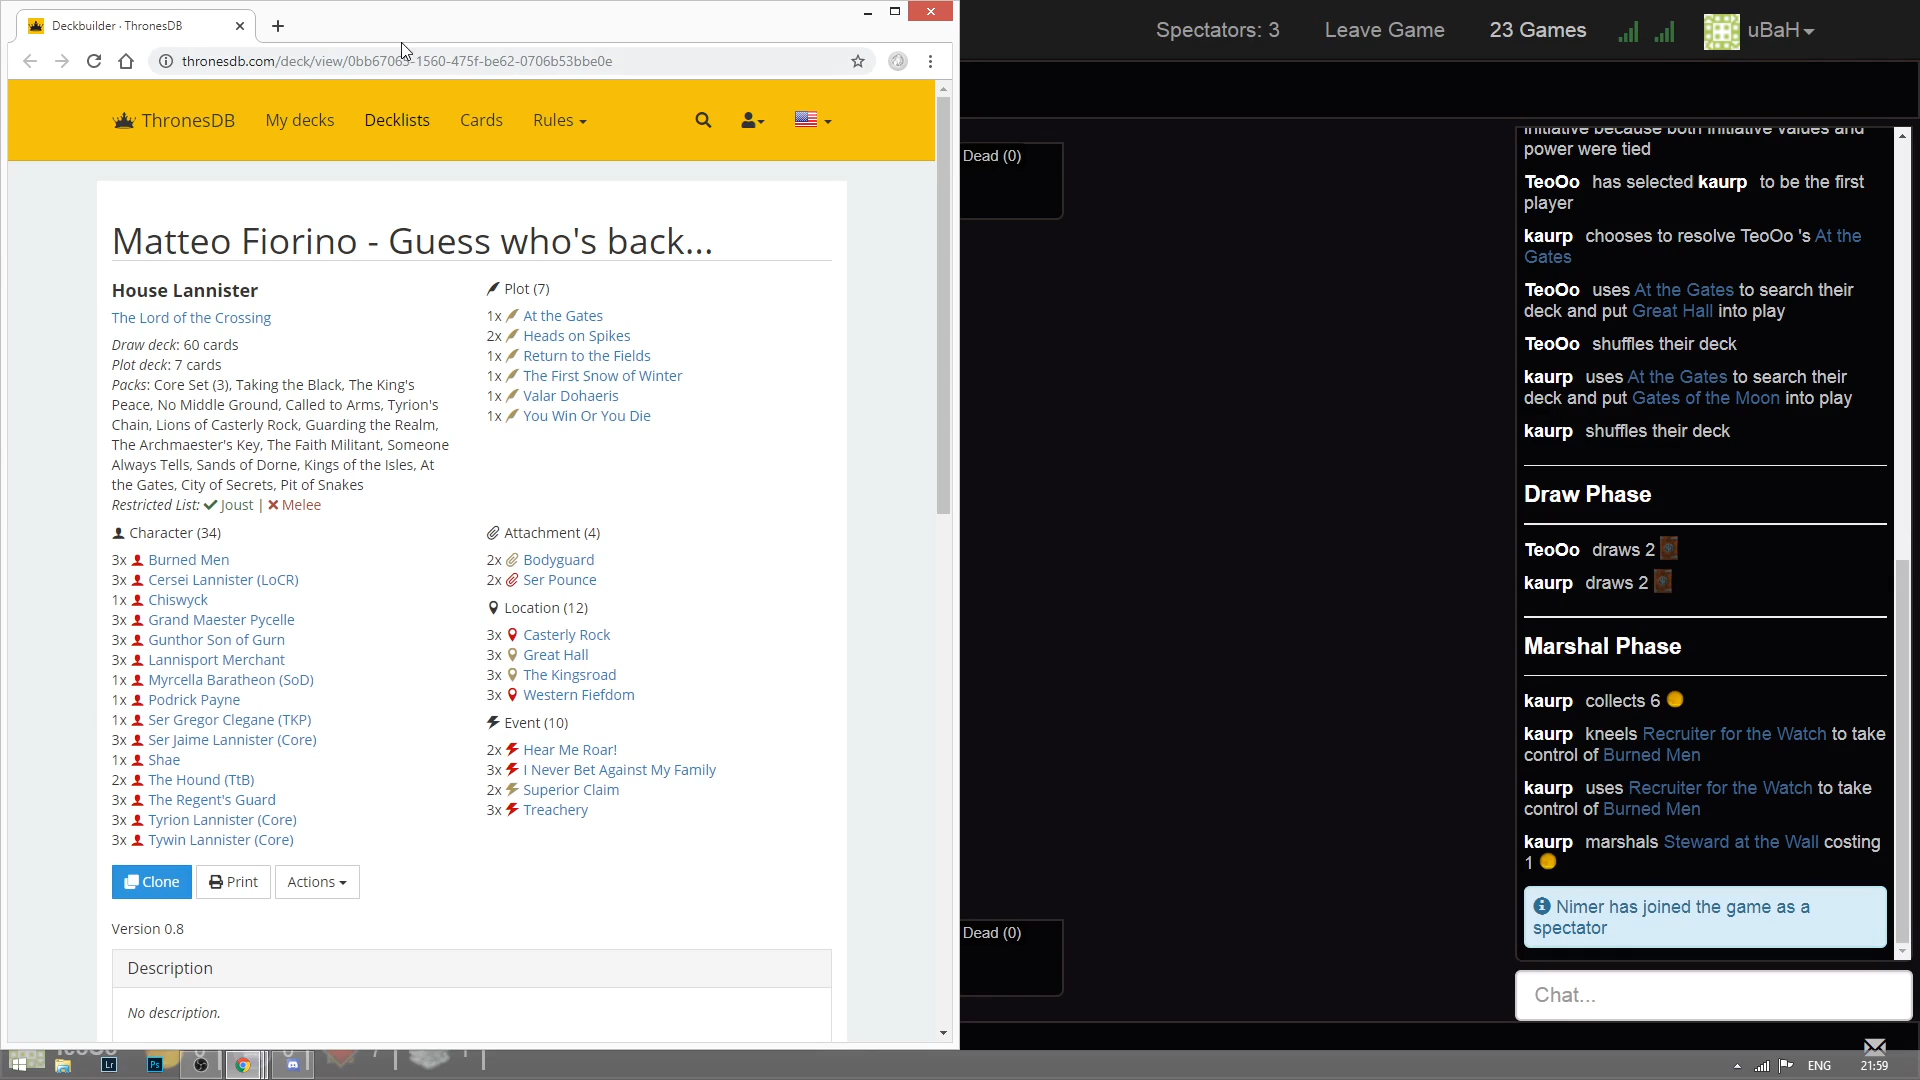 Deckbuilder · ThronesDB
thronesdb.com/deck/view/0bb6706
-1560-475f-be62-0706b53bbe0e
ThronesDB
My decks
Decklists
Cards
Rules
Matteo Fiorino - Guess who's back...
House Lannister
The Lord of the Crossing
Draw deck: 60 cards
Plot deck: 7 cards
Packs: Core Set (3), Taking the Black, The King's
Peace, No Middle Ground, Called to Arms, Tyrion's
Chain, Lions of Casterly Rock, Guarding the Realm,
The Archmaester's Key, The Faith Militant, Someone
Always Tells, Sands of Dorne, Kings of the Isles, At
the Gates, City of Secrets, Pit of Snakes
Restricted List: ✔ Joust | ✖ Melee
Plot (7)
1x At the Gates
2x Heads on Spikes
1x Return to the Fields
1x The First Snow of Winter
1x Valar Dohaeris
1x You Win Or You Die
Character (34)
3x Burned Men
3x Cersei Lannister (LoCR)
1x Chiswyck
3x Grand Maester Pycelle
3x Gunthor Son of Gurn
3x Lannisport Merchant
1x Myrcella Baratheon (SoD)
1x Podrick Payne
1x Ser Gregor Clegane (TKP)
3x Ser Jaime Lannister (Core)
1x Shae
2x The Hound (TtB)
3x The Regent's Guard
3x Tyrion Lannister (Core)
3x Tywin Lannister (Core)
Attachment (4)
2x Bodyguard
2x Ser Pounce
Location (12)
3x Casterly Rock
3x Great Hall
3x The Kingsroad
3x Western Fiefdom
Event (10)
2x Hear Me Roar!
3x I Never Bet Against My Family
2x Superior Claim
3x Treachery
Clone
Print
Actions
Version 0.8
Description
No description.
Spectators: 3
Leave Game
23 Games
uBaH
Dead (0)
Dead (0)
initiative because both initiative values and
power were tied
TeoOo has selected kaurp to be the first
player
kaurp chooses to resolve TeoOo 's At the
Gates
TeoOo uses At the Gates to search their
deck and put Great Hall into play
TeoOo shuffles their deck
kaurp uses At the Gates to search their
deck and put Gates of the Moon into play
kaurp shuffles their deck
Draw Phase
TeoOo draws 2
kaurp draws 2
Marshal Phase
kaurp collects 6
kaurp kneels Recruiter for the Watch to take
control of Burned Men
kaurp uses Recruiter for the Watch to take
control of Burned Men
kaurp marshals Steward at the Wall costing
1
Nimer has joined the game as a
spectator
Chat...
Lr
Ps
ENG
21:59